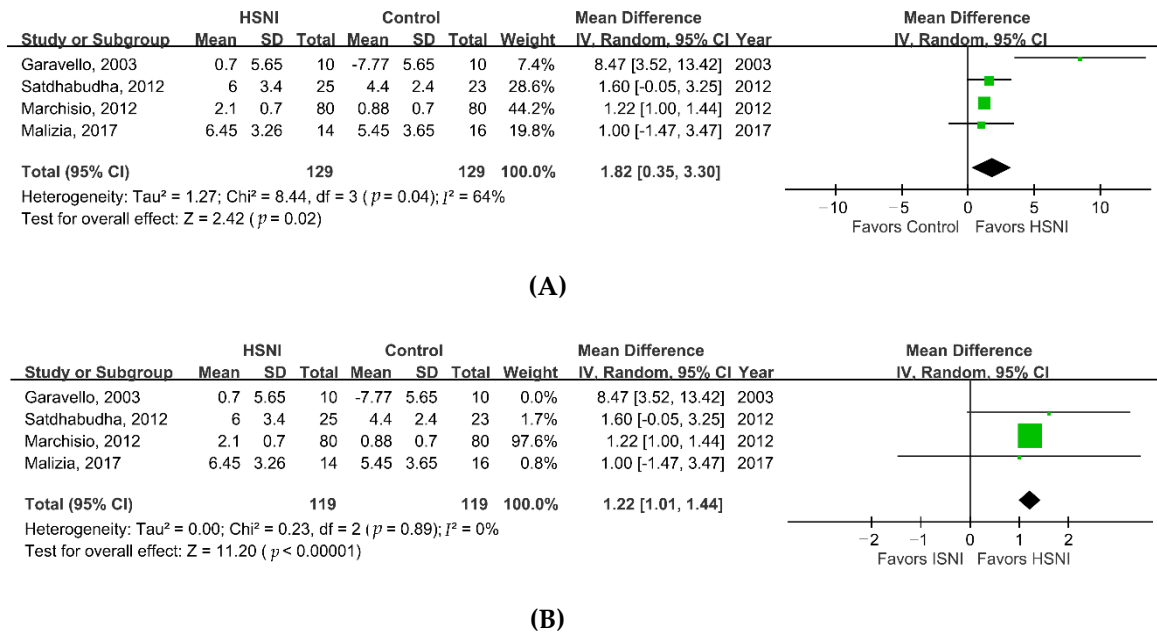 HSNI Control Mean Difference Mean Difference
Study or Subgroup Mean SD Total Mean SD Total Weight IV, Random, 95% CI Year IV, Random, 95% CI
Garavello, 2003 0.7 5.65 10 -7.77 5.65 10 7.4% 8.47 [3.52, 13.42] 2003
Satdhabudha, 2012 6 3.4 25 4.4 2.4 23 28.6% 1.60 [-0.05, 3.25] 2012
Marchisio, 2012 2.1 0.7 80 0.88 0.7 80 44.2% 1.22 [1.00, 1.44] 2012
Malizia, 2017 6.45 3.26 14 5.45 3.65 16 19.8% 1.00 [-1.47, 3.47] 2017
Total (95% CI) 129 129 100.0% 1.82 [0.35, 3.30]
Heterogeneity: Tau² = 1.27; Chi² = 8.44, df = 3 (p = 0.04); I² = 64%
Test for overall effect: Z = 2.42 (p = 0.02)
−10 −5 0 5 10
Favors Control Favors HSNI
(A)
HSNI Control Mean Difference Mean Difference
Study or Subgroup Mean SD Total Mean SD Total Weight IV, Random, 95% CI Year IV, Random, 95% CI
Garavello, 2003 0.7 5.65 10 -7.77 5.65 10 0.0% 8.47 [3.52, 13.42] 2003
Satdhabudha, 2012 6 3.4 25 4.4 2.4 23 1.7% 1.60 [-0.05, 3.25] 2012
Marchisio, 2012 2.1 0.7 80 0.88 0.7 80 97.6% 1.22 [1.00, 1.44] 2012
Malizia, 2017 6.45 3.26 14 5.45 3.65 16 0.8% 1.00 [-1.47, 3.47] 2017
Total (95% CI) 119 119 100.0% 1.22 [1.01, 1.44]
Heterogeneity: Tau² = 0.00; Chi² = 0.23, df = 2 (p = 0.89); I² = 0%
Test for overall effect: Z = 11.20 (p < 0.00001)
−2 −1 0 1 2
Favors ISNI Favors HSNI
(B)